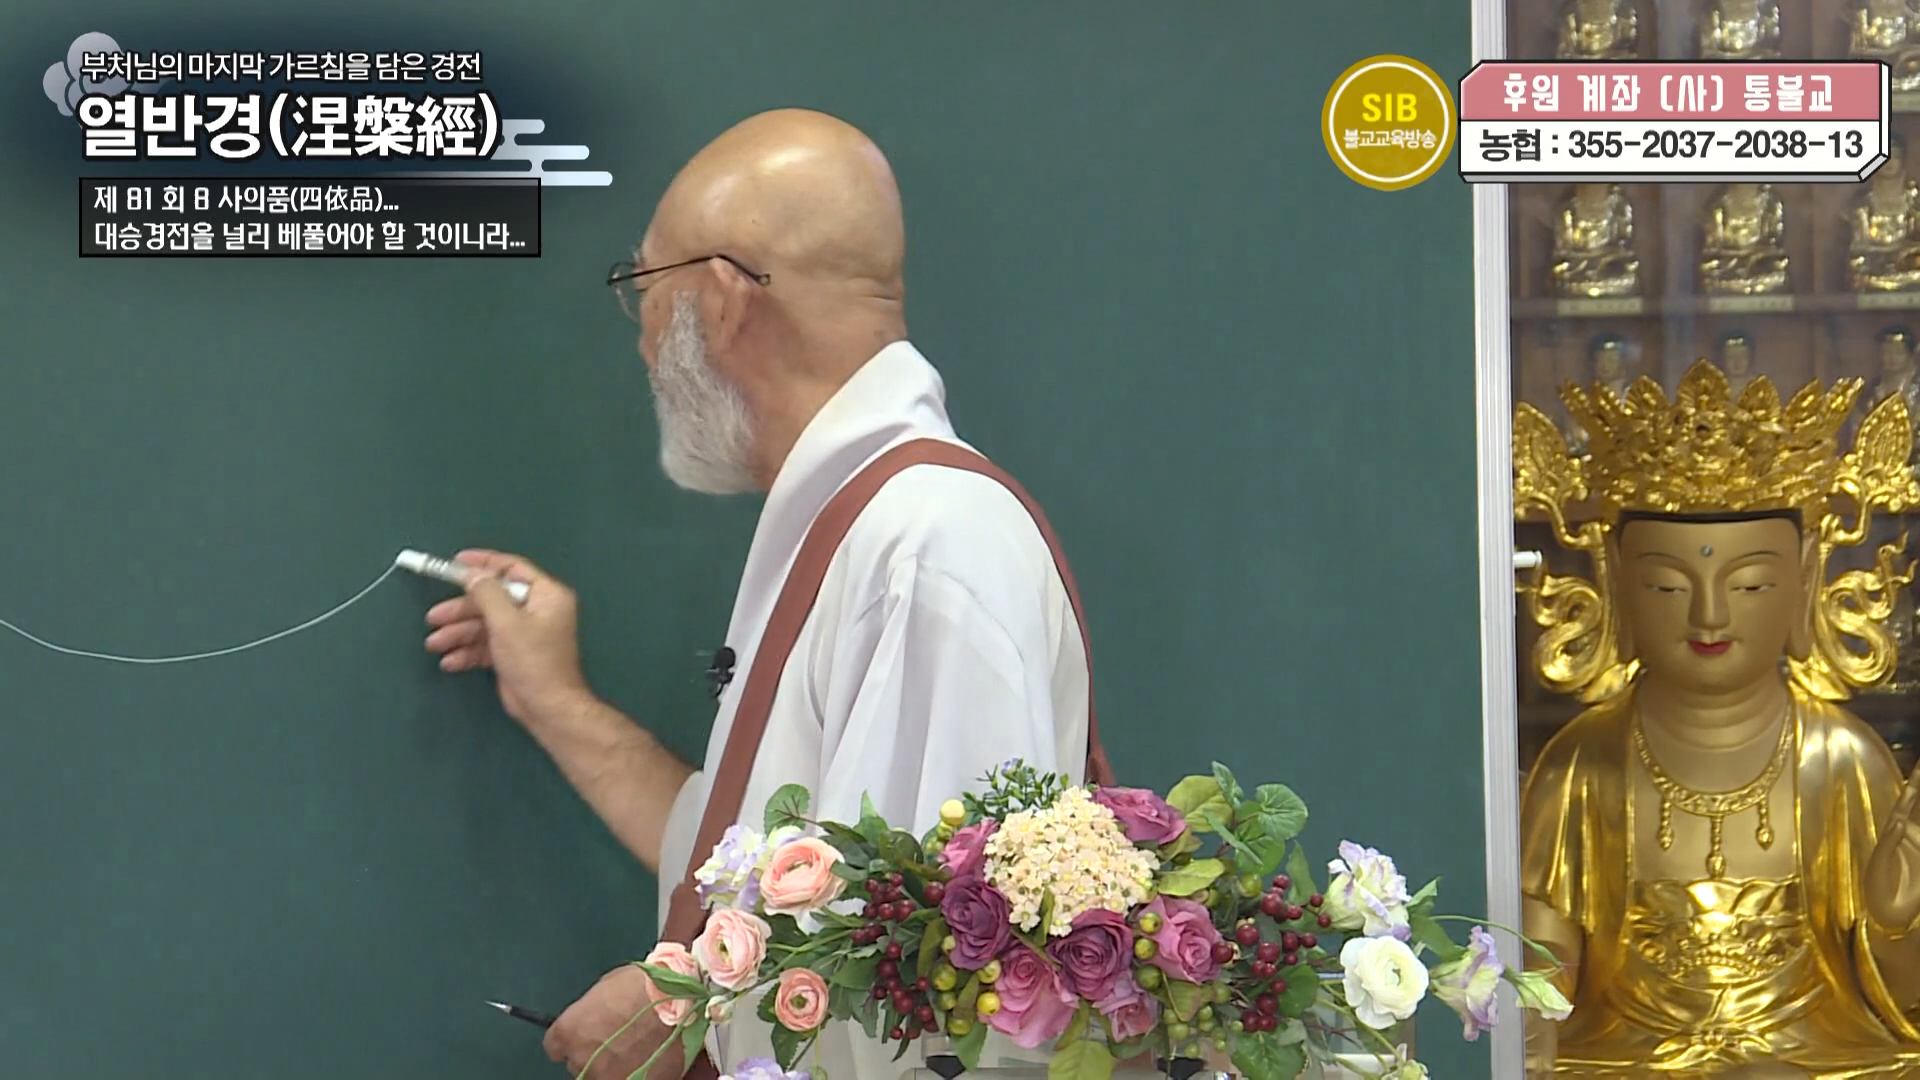 부처님의 마지막 가르침을 담은 경전
열반경(涅槃經)
제 81 회 8 사의품(四依品)...
대승경전을 널리 베풀어야 할 것이니라...
SIB
불교교육방송
후원 계좌 (사) 통불교
농협 : 355-2037-2038-13